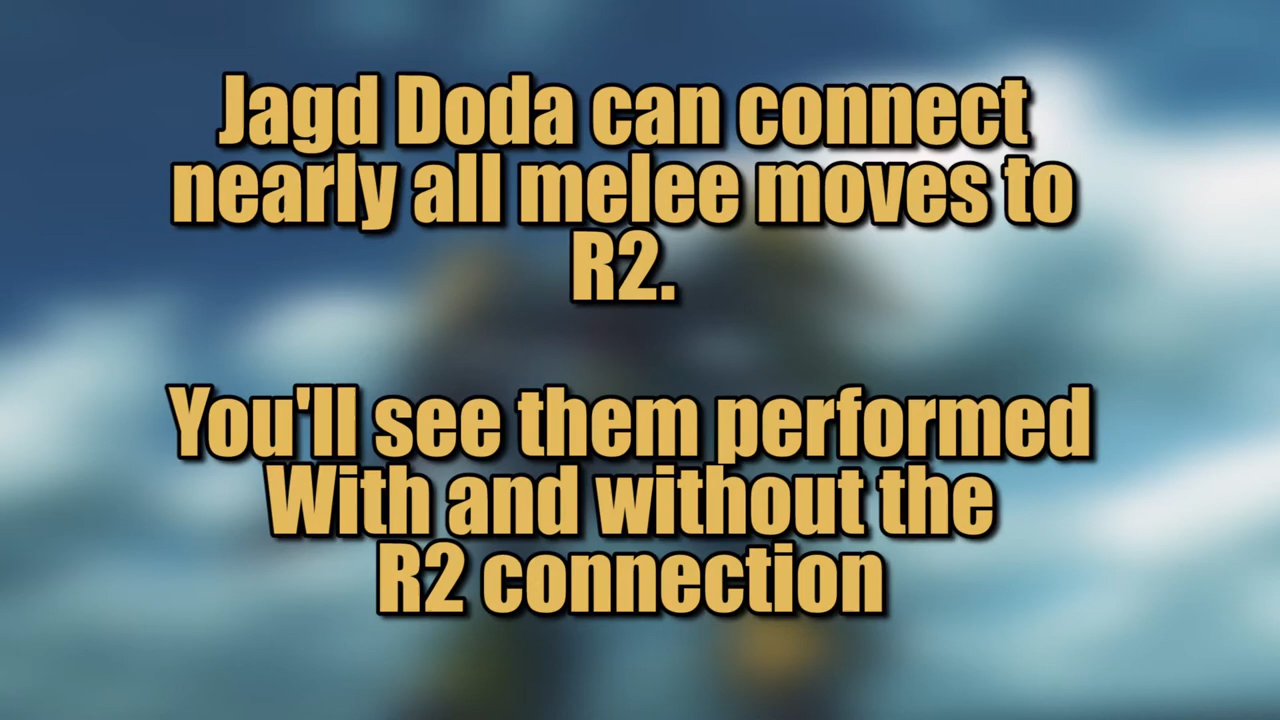 Jagd Doda can connect
nearly all melee moves to
R2.
You'll see them performed
With and without the
R2 connection